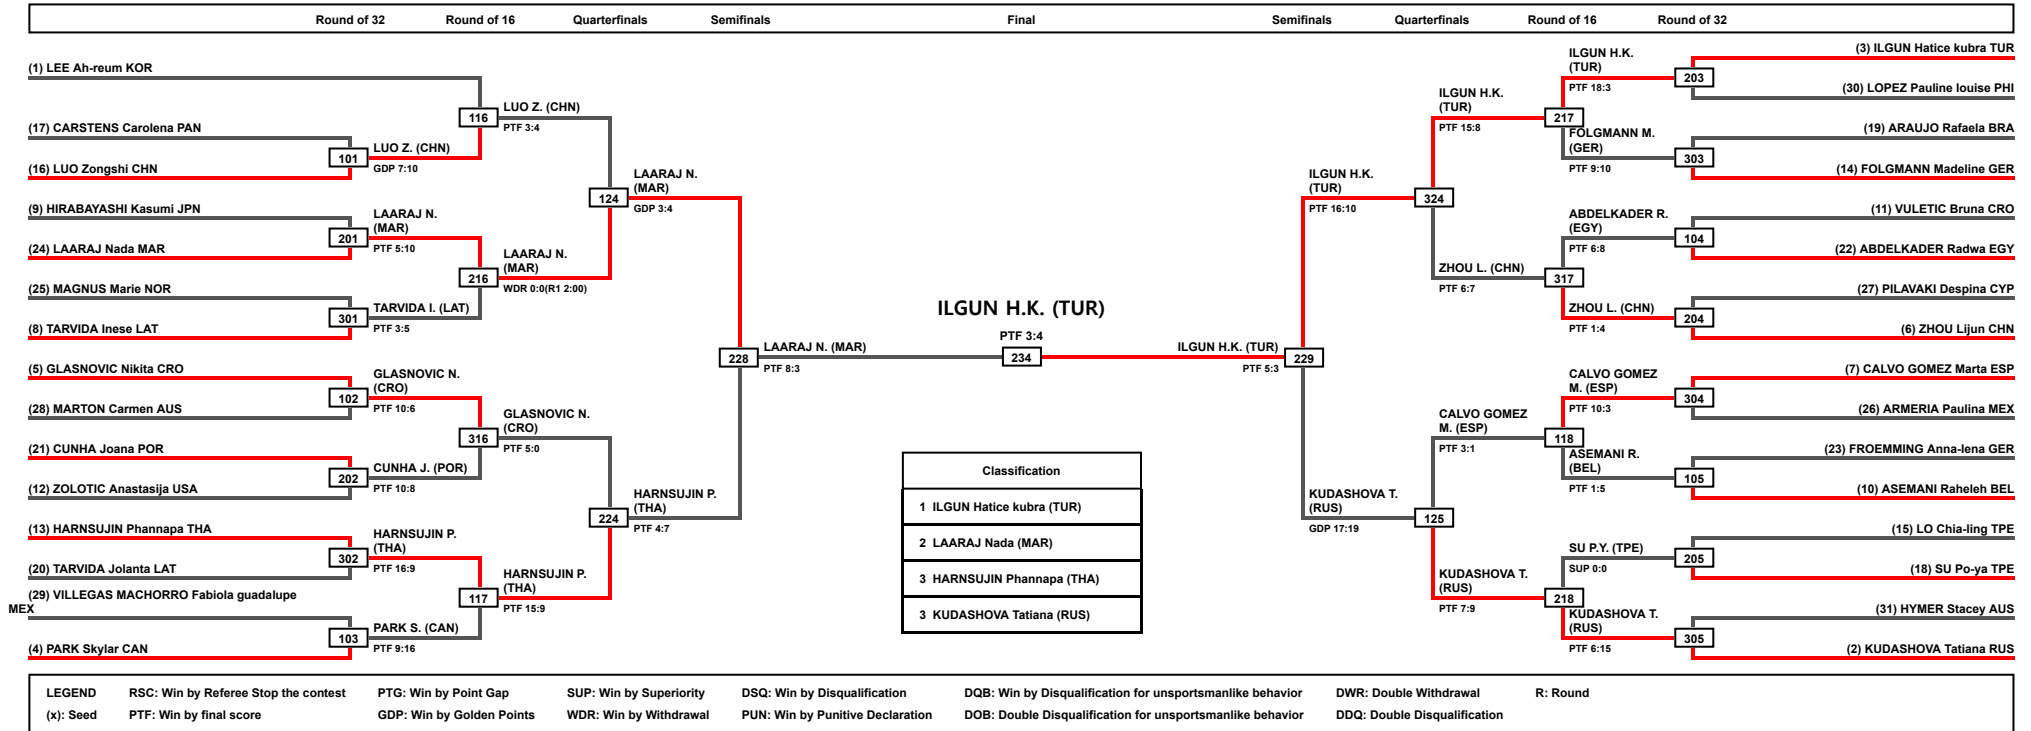 Round of 32 Round of 16 Quarterfinals Semifinals Final Semifinals Quarterfinals Round of 16 Round of 32
(1) LEE Ah-reum KOR
(17) CARSTENS Carolena PAN
(16) LUO Zongshi CHN
(9) HIRABAYASHI Kasumi JPN
(24) LAARAJ Nada MAR
(25) MAGNUS Marie NOR
(8) TARVIDA Inese LAT
(5) GLASNOVIC Nikita CRO
(28) MARTON Carmen AUS
(21) CUNHA Joana POR
(12) ZOLOTIC Anastasija USA
(13) HARNSUJIN Phannapa THA
(20) TARVIDA Jolanta LAT
(29) VILLEGAS MACHORRO Fabiola guadalupe
MEX
(4) PARK Skylar CAN
101
LUO Z. (CHN)
GDP 7:10
201
LAARAJ N.
(MAR)
PTF 5:10
301
TARVIDA I. (LAT)
PTF 3:5
102
GLASNOVIC N.
(CRO)
PTF 10:6
202
CUNHA J. (POR)
PTF 10:8
302
HARNSUJIN P.
(THA)
PTF 16:9
103
PARK S. (CAN)
PTF 9:16
116
LUO Z. (CHN)
PTF 3:4
216
LAARAJ N.
(MAR)
WDR 0:0(R1 2:00)
316
GLASNOVIC N.
(CRO)
PTF 5:0
117
HARNSUJIN P.
(THA)
PTF 15:9
124
LAARAJ N.
(MAR)
GDP 3:4
224
HARNSUJIN P.
(THA)
PTF 4:7
228
LAARAJ N. (MAR)
PTF 8:3
ILGUN H.K. (TUR)
PTF 3:4
234
Classification
1 ILGUN Hatice kubra (TUR)
2 LAARAJ Nada (MAR)
3 HARNSUJIN Phannapa (THA)
3 KUDASHOVA Tatiana (RUS)
ILGUN H.K. (TUR)
PTF 5:3
229
ILGUN H.K.
(TUR)
PTF 16:10
324
KUDASHOVA T.
(RUS)
GDP 17:19
125
ILGUN H.K.
(TUR)
PTF 15:8
217
ZHOU L. (CHN)
PTF 6:7
317
CALVO GOMEZ
M. (ESP)
PTF 3:1
118
KUDASHOVA T.
(RUS)
PTF 7:9
218
ILGUN H.K.
(TUR)
PTF 18:3
203
FOLGMANN M.
(GER)
PTF 9:10
303
ABDELKADER R.
(EGY)
PTF 6:8
104
ZHOU L. (CHN)
PTF 1:4
204
CALVO GOMEZ
M. (ESP)
PTF 10:3
304
ASEMANI R.
(BEL)
PTF 1:5
105
SU P.Y. (TPE)
SUP 0:0
205
KUDASHOVA T.
(RUS)
PTF 6:15
305
(3) ILGUN Hatice kubra TUR
(30) LOPEZ Pauline louise PHI
(19) ARAUJO Rafaela BRA
(14) FOLGMANN Madeline GER
(11) VULETIC Bruna CRO
(22) ABDELKADER Radwa EGY
(27) PILAVAKI Despina CYP
(6) ZHOU Lijun CHN
(7) CALVO GOMEZ Marta ESP
(26) ARMERIA Paulina MEX
(23) FROEMMING Anna-lena GER
(10) ASEMANI Raheleh BEL
(15) LO Chia-ling TPE
(18) SU Po-ya TPE
(31) HYMER Stacey AUS
(2) KUDASHOVA Tatiana RUS
LEGEND RSC: Win by Referee Stop the contest PTG: Win by Point Gap SUP: Win by Superiority DSQ: Win by Disqualification DQB: Win by Disqualification for unsportsmanlike behavior DWR: Double Withdrawal R: Round
(x): Seed PTF: Win by final score GDP: Win by Golden Points WDR: Win by Withdrawal PUN: Win by Punitive Declaration DOB: Double Disqualification for unsportsmanlike behavior DDQ: Double Disqualification